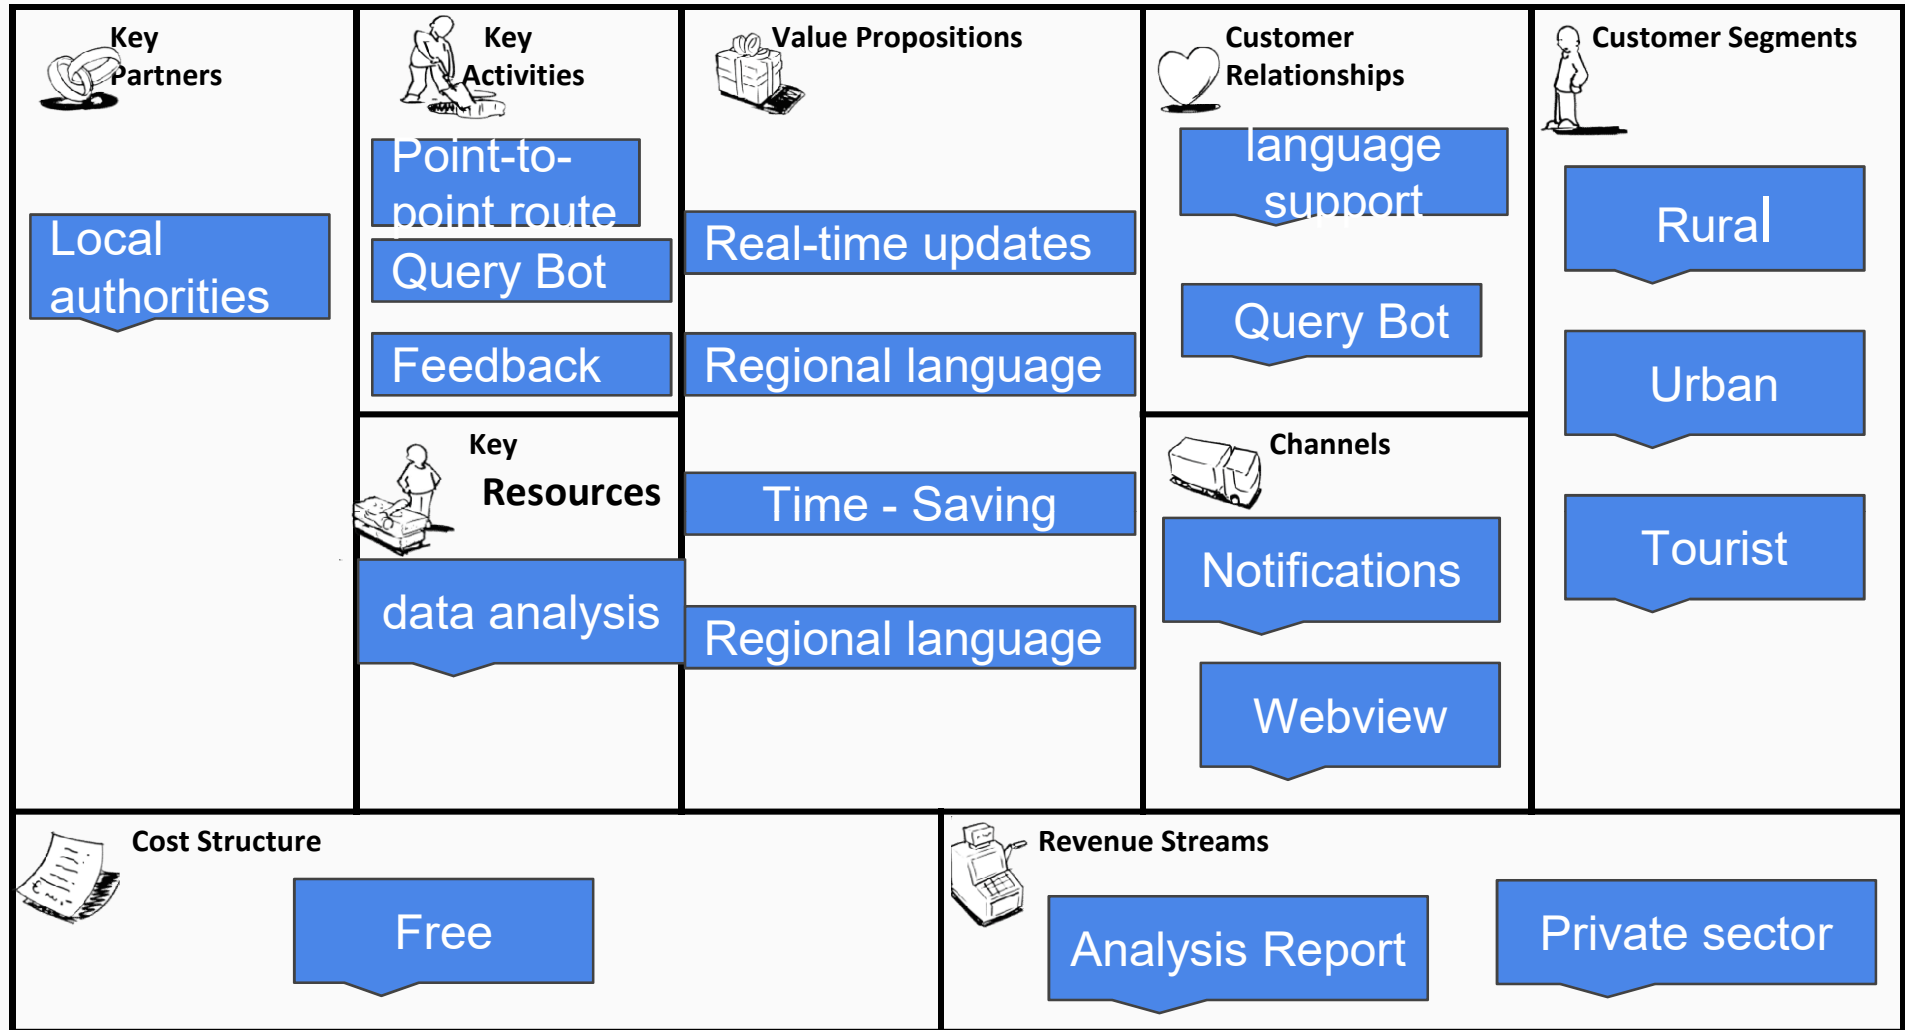 Key
Partners
Local
authorities
Key
Activities
Point-to-
point route
Query Bot
Feedback
Key
Resources
data analysis
Value Propositions
Real-time updates
Regional language
Time - Saving
Regional language
Customer
Relationships
language
support
Query Bot
Channels
Notifications
Webview
Customer Segments
Rural
Urban
Tourist
Cost Structure
Free
Revenue Streams
Analysis Report
Private sector